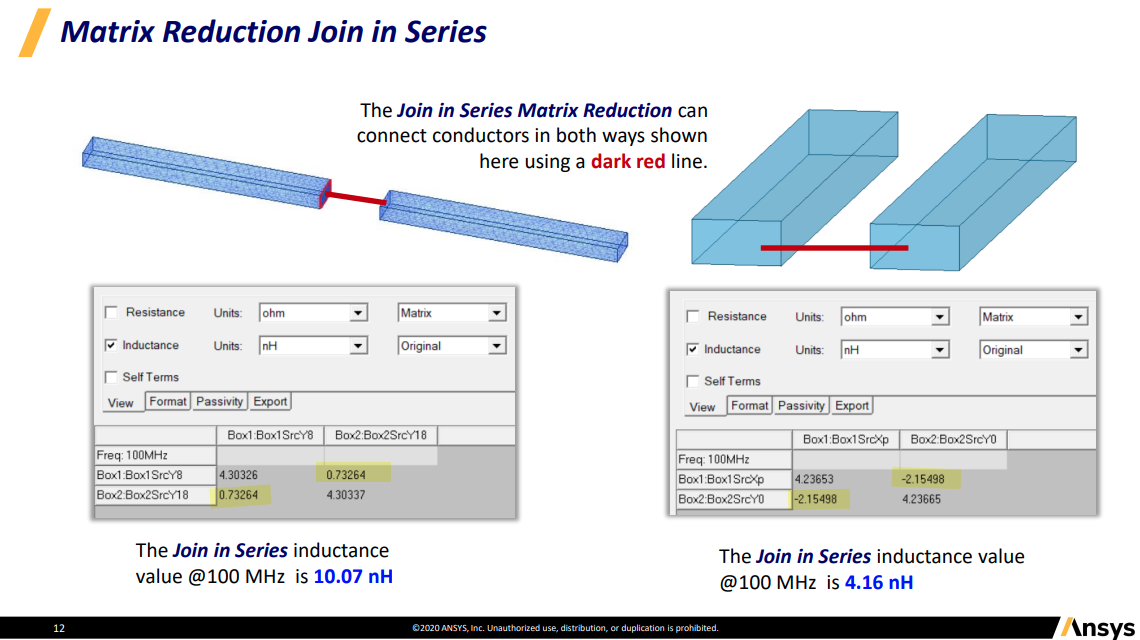 Matrix Reduction Join in Series
The Join in Series Matrix Reduction can
connect conductors in both ways shown
here using a dark red line.
Resistance Units: ohm Matrix
Inductance Units: nH Original
Self Terms
View Format Passivity Export
Box1:Box1SrcY8 Box2:Box2SrcY18
Freq: 100MHz
Box1:Box1SrcY8 4.30326 0.73264
Box2:Box2SrcY18 0.73264 4.30337
The Join in Series inductance
value @100 MHz is 10.07 nH
Resistance Units: ohm Matrix
Inductance Units: nH Original
Self Terms
View Format Passivity Export
Box1:Box1SrcXp Box2:Box2SrcY0
Freq: 100MHz
Box1:Box1SrcXp 4.23653 -2.15498
Box2:Box2SrcY0 -2.15498 4.23665
The Join in Series inductance value
@100 MHz is 4.16 nH
12
©2020 ANSYS, Inc. Unauthorized use, distribution, or duplication is prohibited.
Ansys